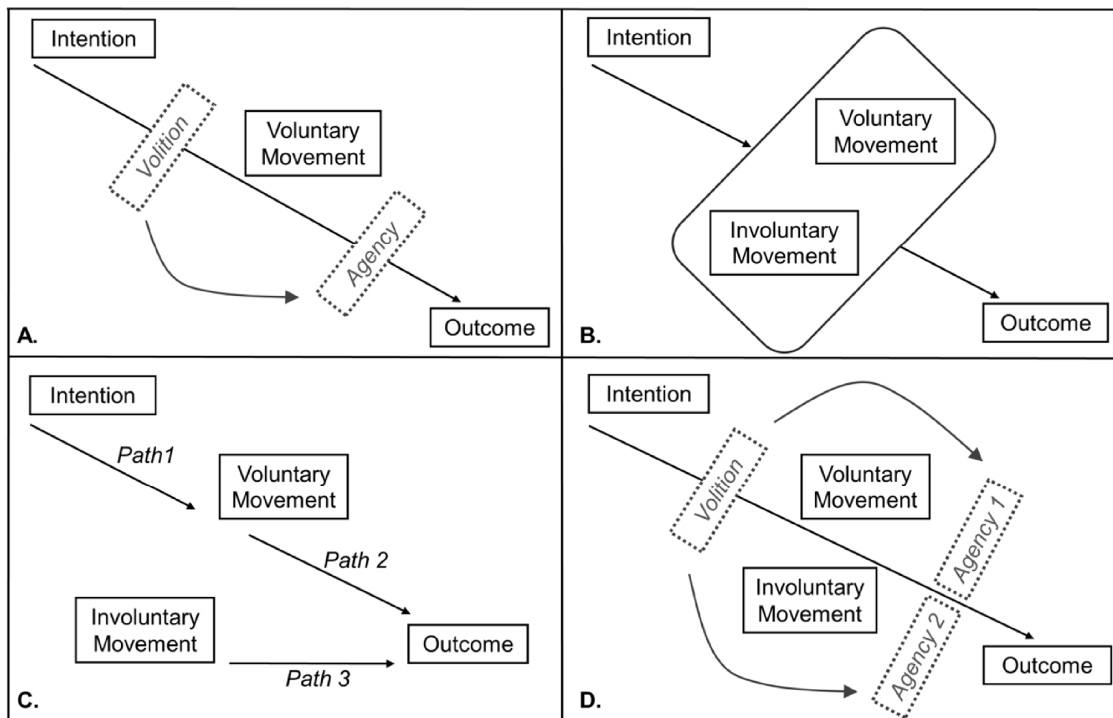 Intention
Volition
Voluntary
Movement
Agency
Outcome
A.
Intention
Voluntary
Movement
Involuntary
Movement
Outcome
B.
Intention
Path1
Voluntary
Movement
Path 2
Involuntary
Movement
Outcome
Path 3
C.
Intention
Volition
Voluntary
Movement
Agency 1
Involuntary
Movement
Agency 2
Outcome
D.